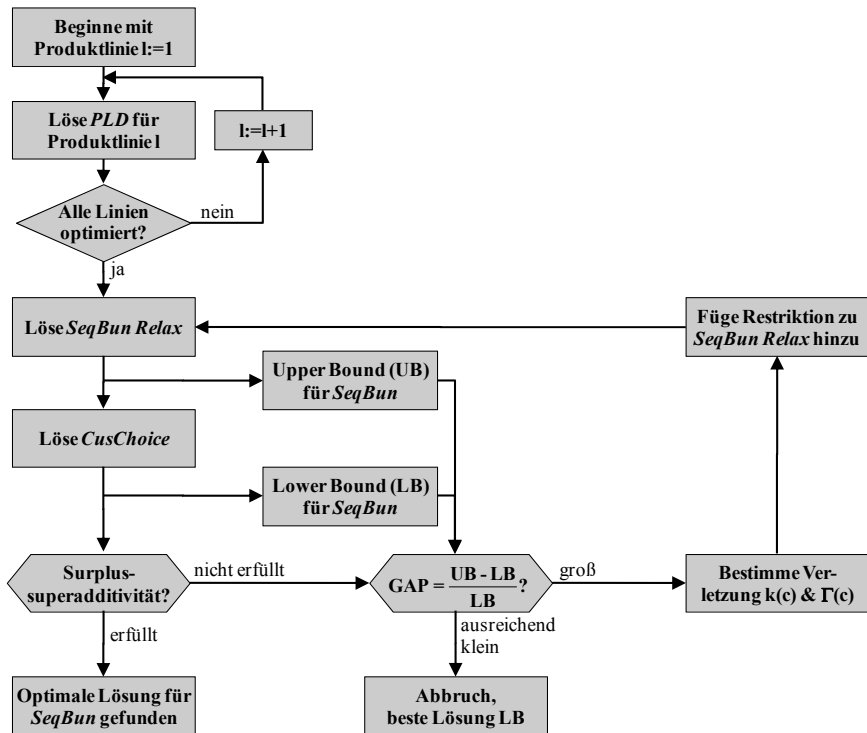 Beginne mit
Produktlinie l:=1
Löse PLD für
Produktlinie l
l:=l+1
Alle Linien
optimiert?
nein
ja
Löse SeqBun Relax
Füge Restriktion zu
SeqBun Relax hinzu
Upper Bound (UB)
für SeqBun
Löse CusChoice
Lower Bound (LB)
für SeqBun
Surplus-
superadditivität?
nicht erfüllt
GAP = UB - LB / LB ?
groß
Bestimme Ver-
letzung k(c) & Γ(c)
erfüllt
ausreichend
klein
Optimale Lösung für
SeqBun gefunden
Abbruch,
beste Lösung LB